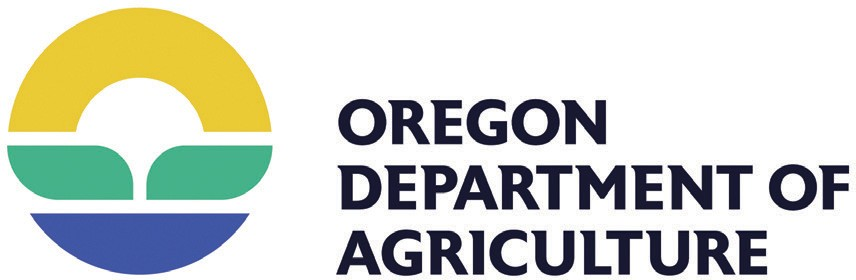 OREGON
DEPARTMENT OF
AGRICULTURE